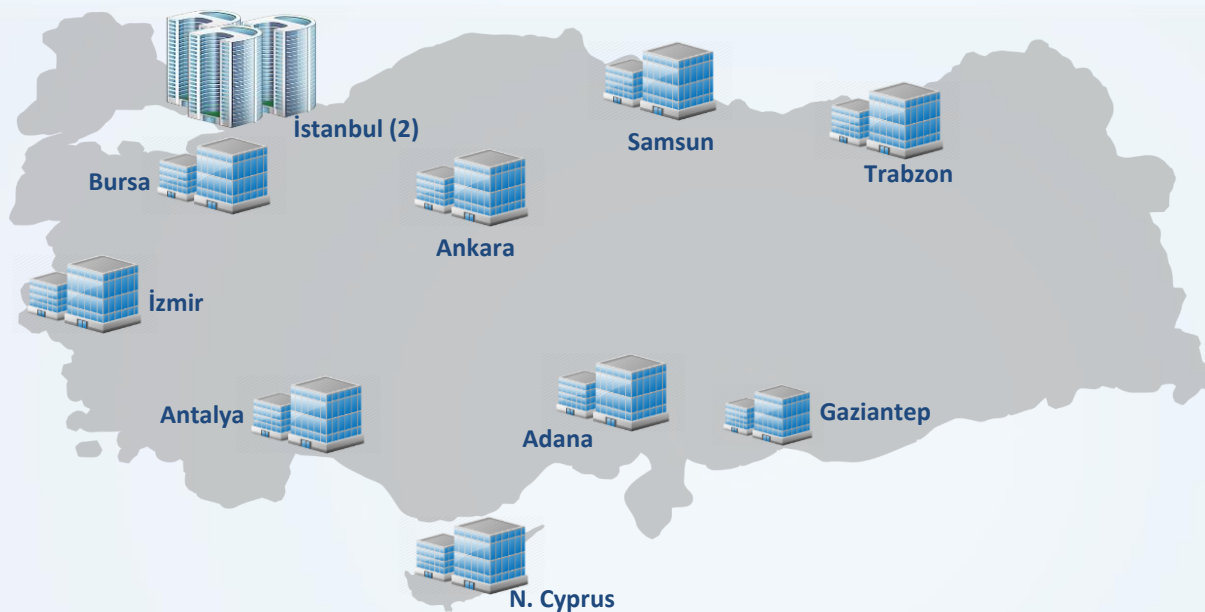 İstanbul (2)
Samsun
Bursa
Trabzon
Ankara
İzmir
Antalya
Gaziantep
Adana
N. Cyprus